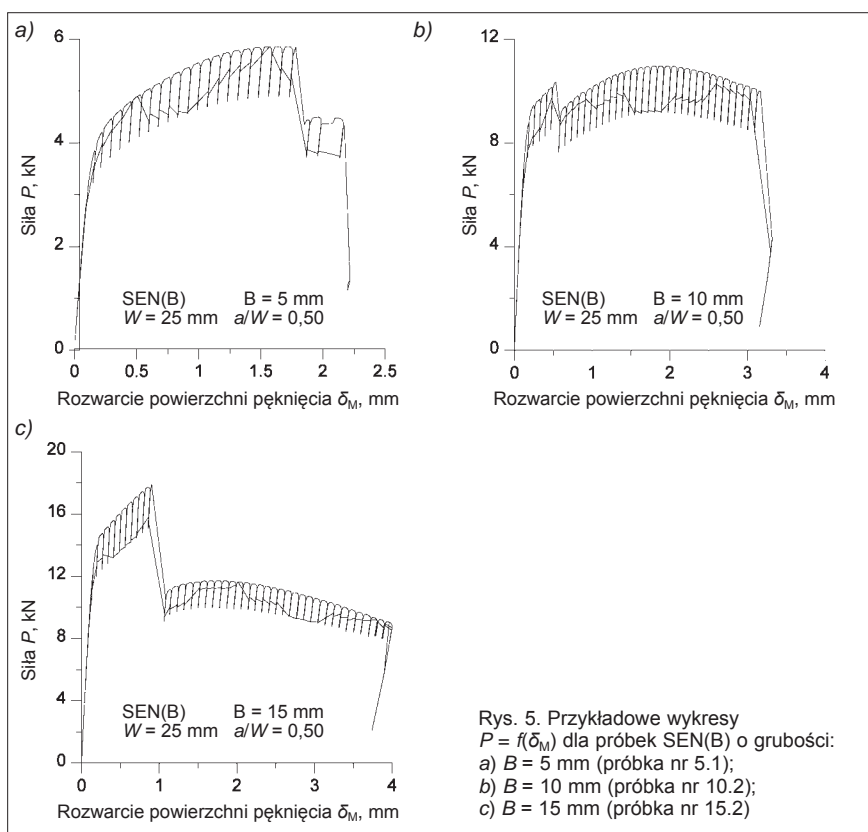 a)
6
4
2
0
Siła P, kN
SEN(B) B = 5 mm
W = 25 mm a/W = 0,50
0 0.5 1 1.5 2 2.5
Rozwarcie powierzchni pęknięcia δM, mm
b)
12
8
4
0
Siła P, kN
SEN(B) B = 10 mm
W = 25 mm a/W = 0,50
0 1 2 3 4
Rozwarcie powierzchni pęknięcia δM, mm
c)
20
16
12
8
4
0
Siła P, kN
SEN(B) B = 15 mm
W = 25 mm a/W = 0,50
0 1 2 3 4
Rozwarcie powierzchni pęknięcia δM, mm
Rys. 5. Przykładowe wykresy
P = f(δM) dla próbek SEN(B) o grubości:
a) B = 5 mm (próbka nr 5.1);
b) B = 10 mm (próbka nr 10.2);
c) B = 15 mm (próbka nr 15.2)